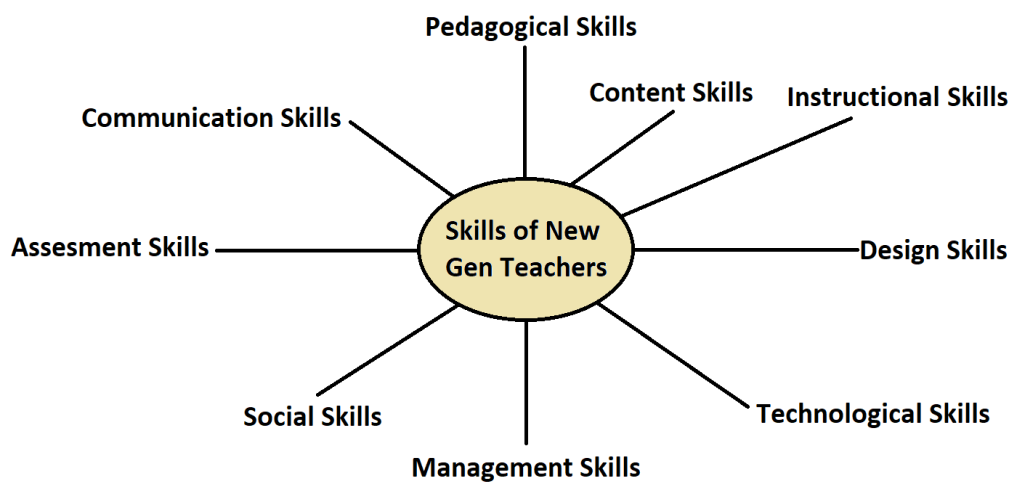 Pedagogical Skills
Content Skills
Instructional Skills
Communication Skills
Skills of New
Gen Teachers
Assesment Skills
Design Skills
Social Skills
Technological Skills
Management Skills